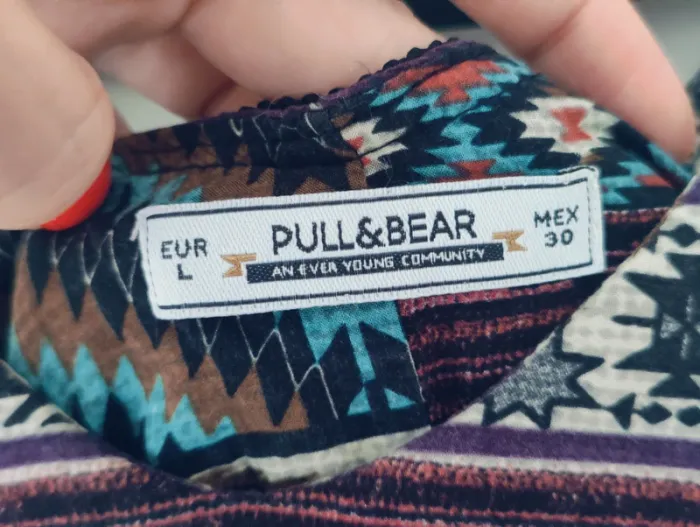 EUR
L
PULL&BEAR
AN EVER YOUNG COMMUNITY
MEX
30